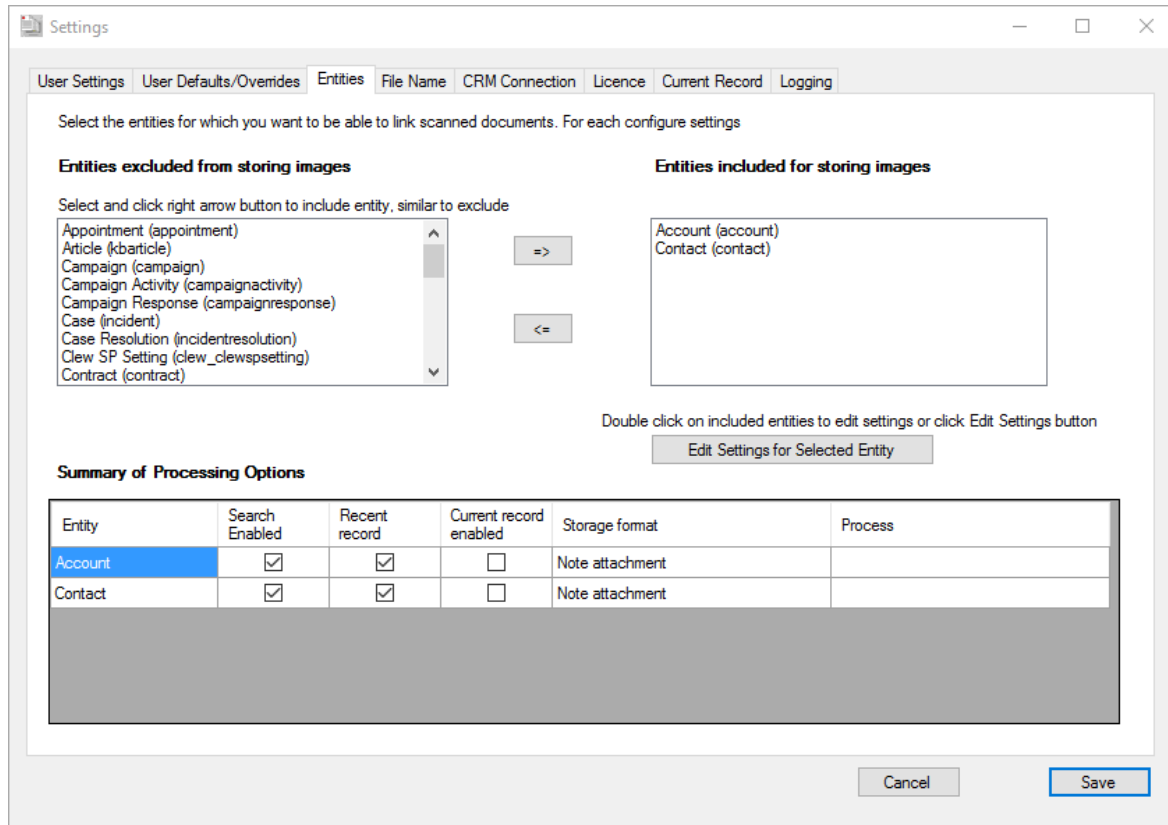 Settings
User Settings User Defaults/Overrides Entities File Name CRM Connection Licence Current Record Logging
Select the entities for which you want to be able to link scanned documents. For each configure settings
Entities excluded from storing images
Entities included for storing images
Select and click right arrow button to include entity, similar to exclude
Appointment (appointment)
Article (kbarticle)
Campaign (campaign)
Campaign Activity (campaignactivity)
Campaign Response (campaignresponse)
Case (incident)
Case Resolution (incidentresolution)
Clew SP Setting (clew_clewspsetting)
Contract (contract)
=>
<=
Account (account)
Contact (contact)
Double click on included entities to edit settings or click Edit Settings button
Edit Settings for Selected Entity
Summary of Processing Options
Entity Search Enabled Recent record Current record enabled Storage format Process
Account Note attachment
Contact Note attachment
Cancel Save